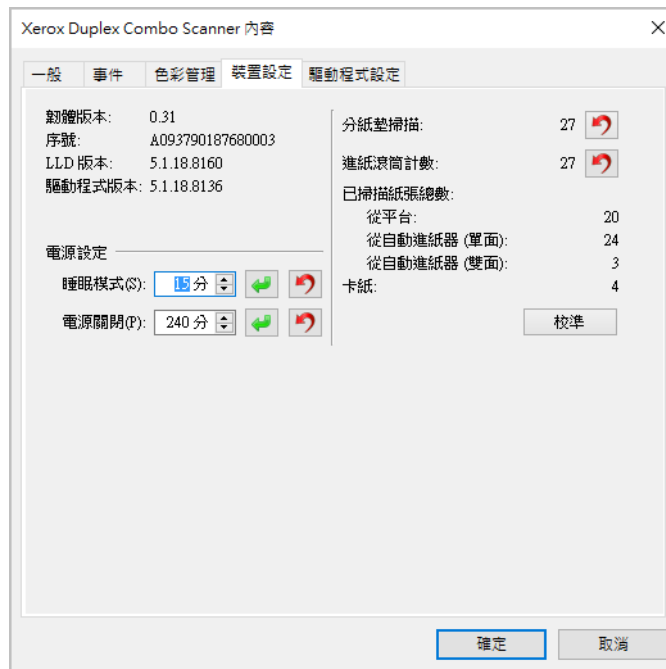 Xerox Duplex Combo Scanner 內容
一般 事件 色彩管理 裝置設定 驅動程式設定
韌體版本: 0.31
序號: A093790187680003
LLD 版本: 5.1.18.8160
驅動程式版本: 5.1.18.8136
電源設定
睡眠模式(S): 15 分
電源關閉(P): 240 分
分紙墊掃描: 27
進紙滾筒計數: 27
已掃描紙張總數:
從平台: 20
從自動進紙器 (單面): 24
從自動進紙器 (雙面): 3
卡紙: 4
校準
確定 取消